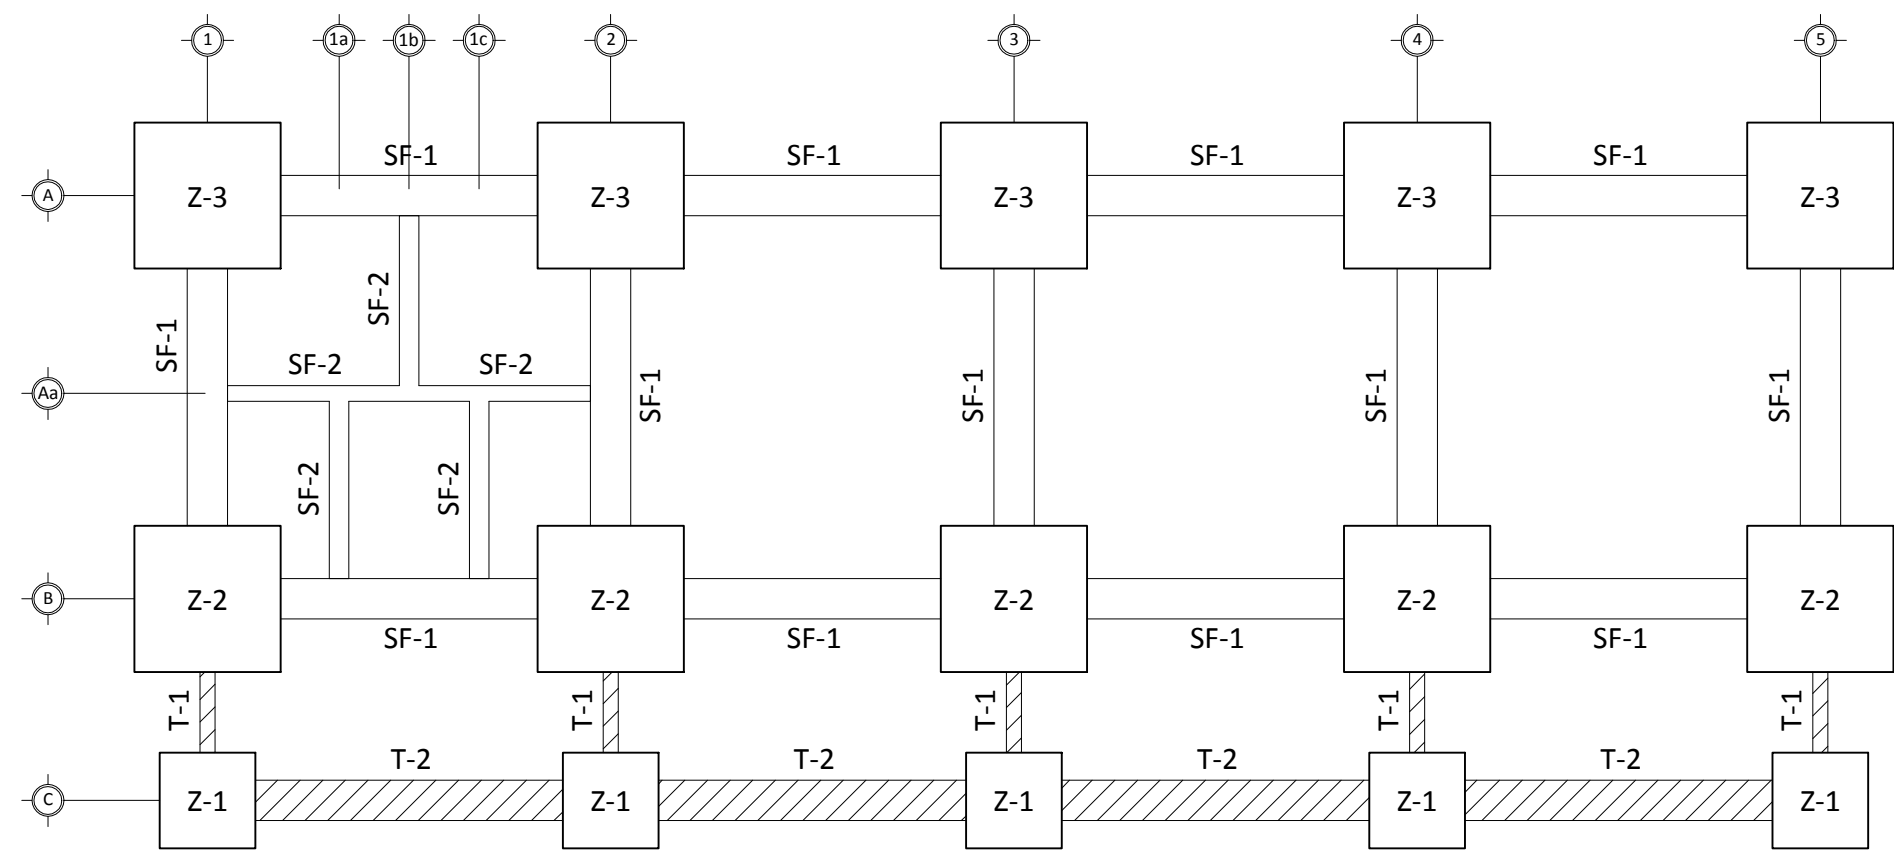 1 1a 1b 1c 2 3 4 5
SF-1 SF-1 SF-1 SF-1
A Z-3 Z-3 Z-3 Z-3 Z-3
SF-2
SF-1
SF-2 SF-2
Aa
SF-1 SF-1 SF-1 SF-1
SF-2 SF-2
B Z-2 Z-2 Z-2 Z-2 Z-2
SF-1 SF-1 SF-1 SF-1
T-1 T-1 T-1 T-1 T-1
T-2 T-2 T-2 T-2
C Z-1 Z-1 Z-1 Z-1 Z-1